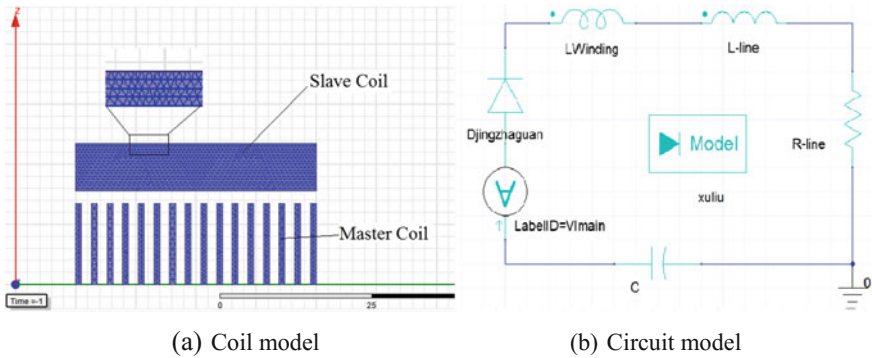 Z
Slave Coil
Master Coil
Time =-1
0
25
(a) Coil model
LWinding
L-line
Djingzhaguan
Model
R-line
xuliu
A
1
LabelID=VImain
C
0
(b) Circuit model